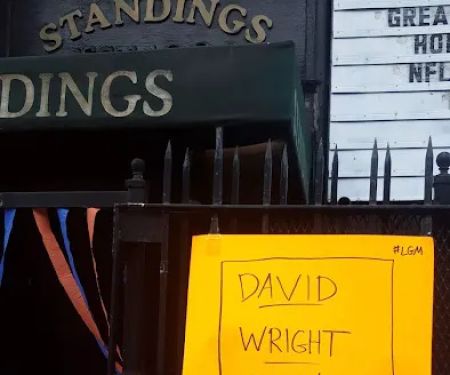 STANDINGS
DINGS
GREA
HO
NFL
#LGM
DAVID
WRIGHT